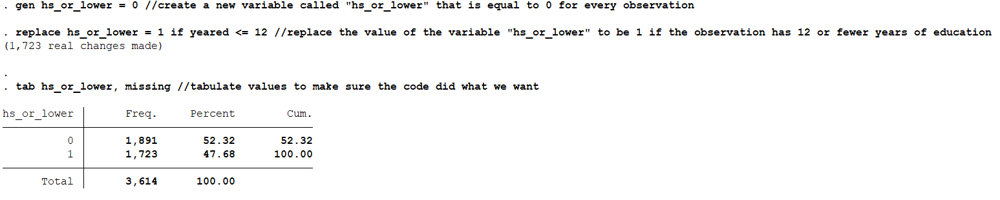 . gen hs_or_lower = 0 //create a new variable called "hs_or_lower" that is equal to 0 for every observation
. replace hs_or_lower = 1 if yeared <= 12 //replace the value of the variable "hs_or_lower" to be 1 if the observation has 12 or fewer years of education
(1,723 real changes made)
.
. tab hs_or_lower, missing //tabulate values to make sure the code did what we want
hs_or_lower Freq. Percent Cum.
0 1,891 52.32 52.32
1 1,723 47.68 100.00
Total 3,614 100.00